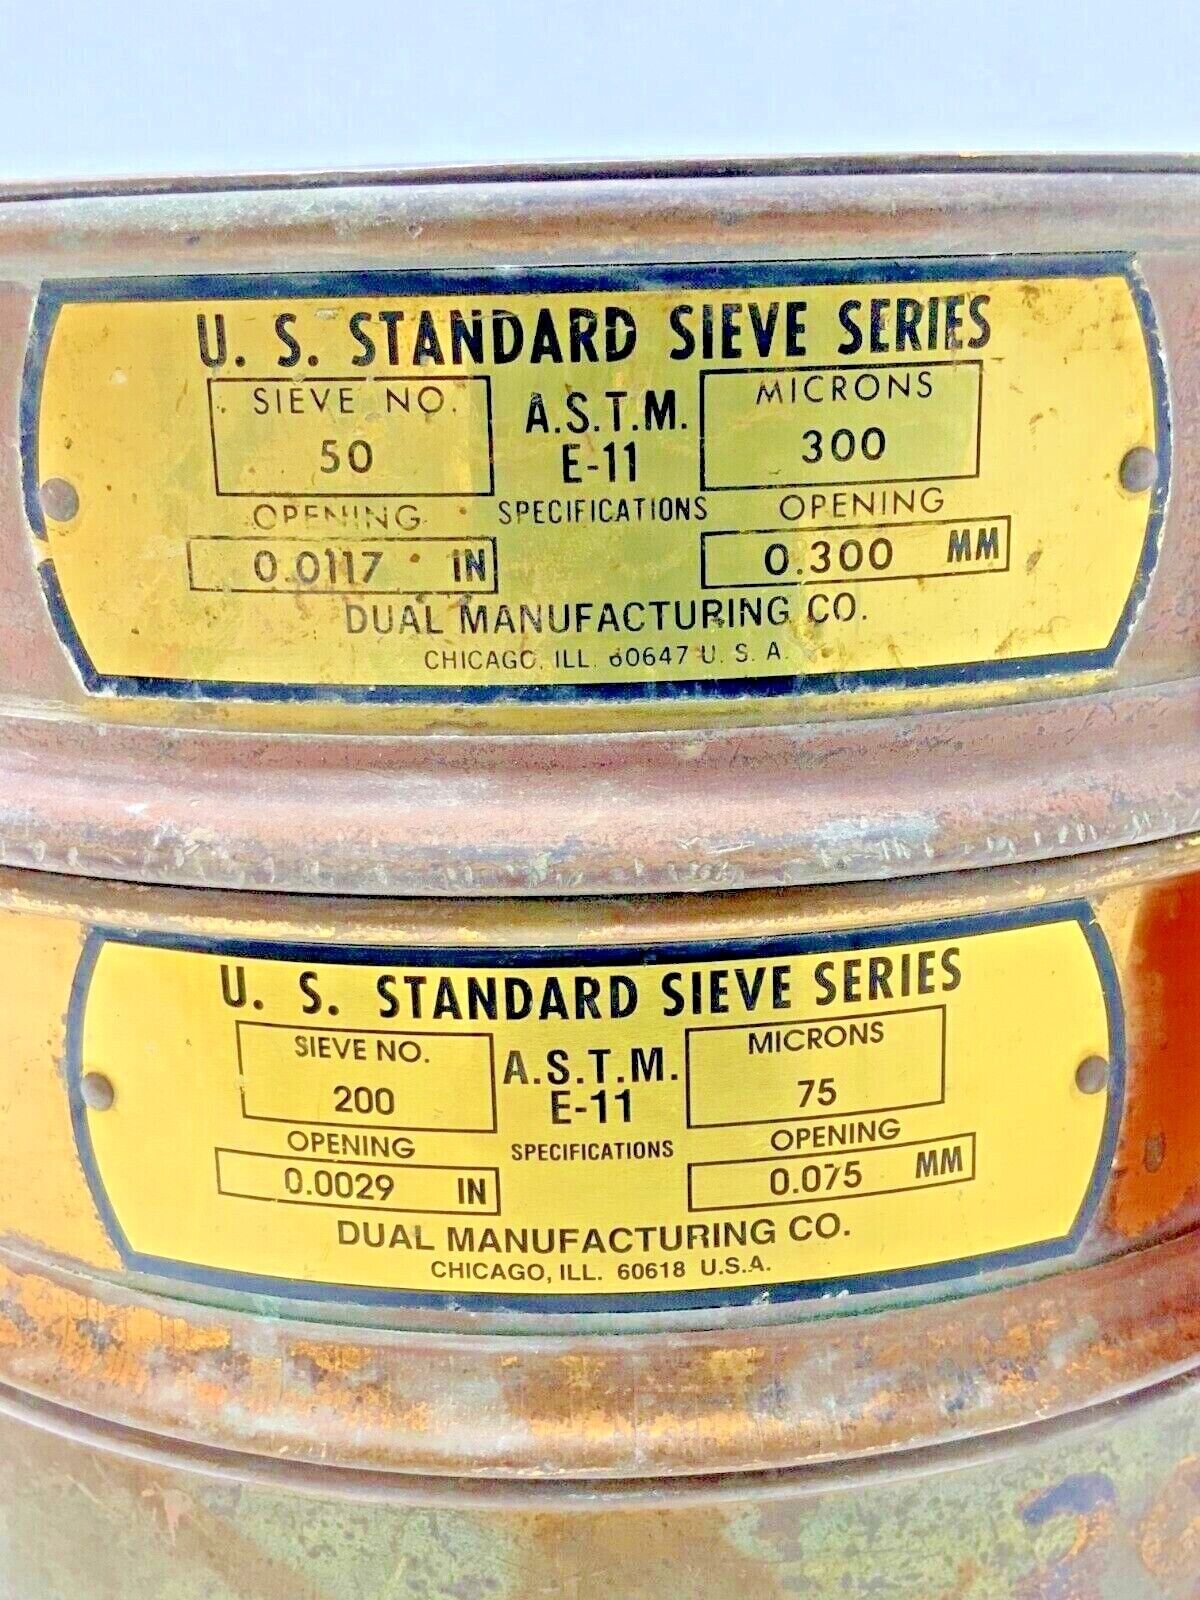 U. S. STANDARD SIEVE SERIES
SIEVE NO. A.S.T.M. MICRONS
50 E-11 300
OPENING SPECIFICATIONS OPENING
0.0117 IN 0.300 MM
DUAL MANUFACTURING CO.
CHICAGO, ILL. 60647 U. S. A.
U. S. STANDARD SIEVE SERIES
SIEVE NO. A.S.T.M. MICRONS
200 E-11 75
OPENING SPECIFICATIONS OPENING
0.0029 IN 0.075 MM
DUAL MANUFACTURING CO.
CHICAGO, ILL. 60618 U.S.A.